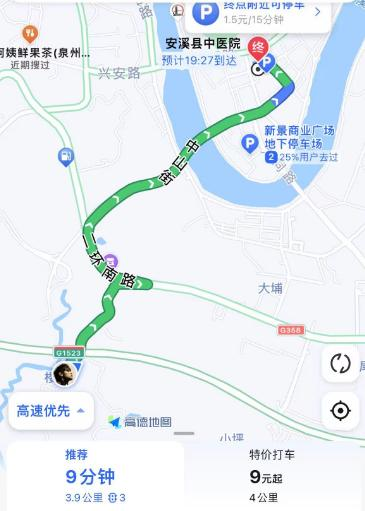 终点附近可停车
1.5元/15分钟
阿姨鲜果茶(泉州...
近期搜过
兴安路
安溪县中医院
预计19:27到达
终
P
新景商业广场
地下停车场
2 25%用户去过
中山街
二环南路
大埔
G358
G1523
高速优先
高德地图
小坪
推荐
9分钟
3.9公里 3
特价打车
9元起
4公里